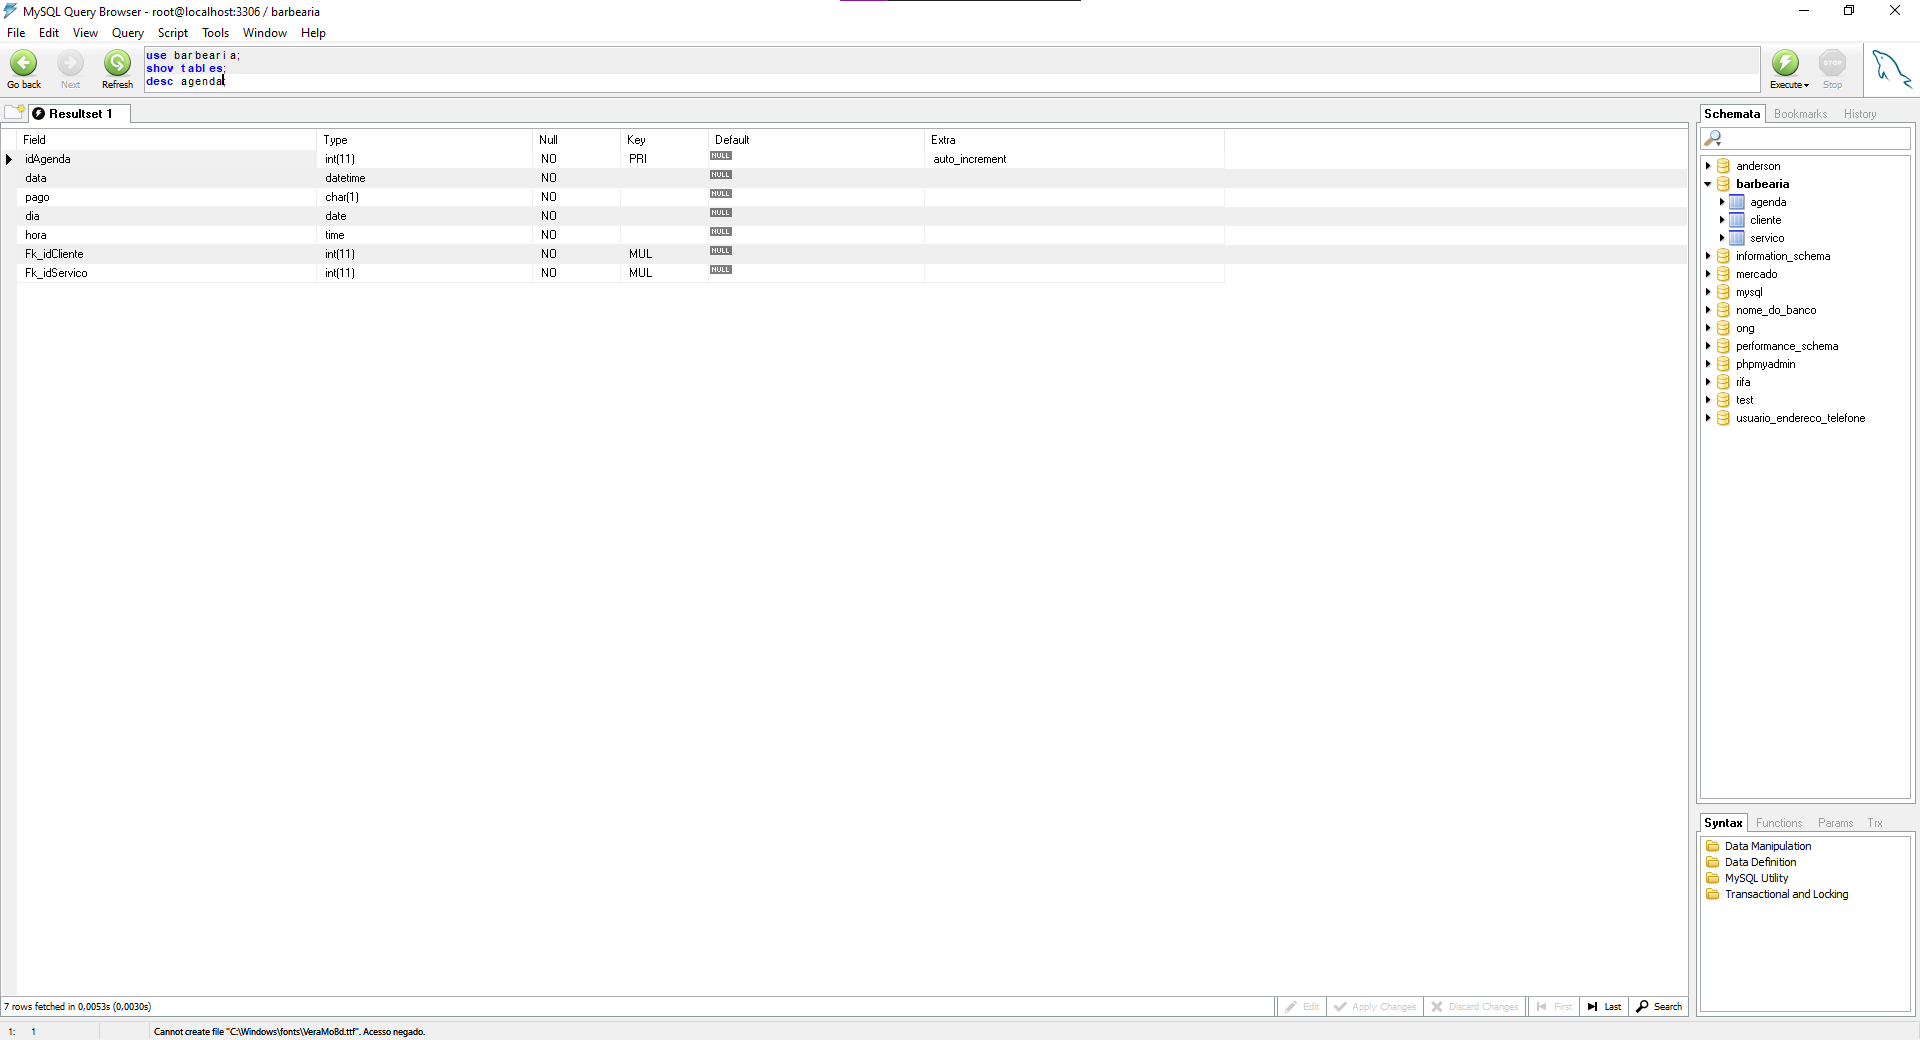 MySQL Query Browser - root@localhost:3306 / barbearia
File Edit View Query Script Tools Window Help
Go back Next Refresh
use barbearia;
show tables;
desc agenda;
Execute STOP Stop
Resultset 1
Field Type Null Key Default Extra
idAgenda int(11) NO PRI NULL auto_increment
data datetime NO NULL
pago char(1) NO NULL
dia date NO NULL
hora time NO NULL
Fk_idCliente int(11) NO MUL NULL
Fk_idServico int(11) NO MUL NULL
Schemata Bookmarks History
anderson
barbearia
agenda
cliente
servico
information_schema
mercado
mysql
nome_do_banco
ong
performance_schema
phpmyadmin
rifa
test
usuario_endereco_telefone
Syntax Functions Params Trx
Data Manipulation
Data Definition
MySQL Utility
Transactional and Locking
7 rows fetched in 0,0053s (0,0030s)
Edit Apply Changes Discard Changes First Last Search
1: 1 Cannot create file "C:\Windows\fonts\VeraMoBd.ttf". Acesso negado.